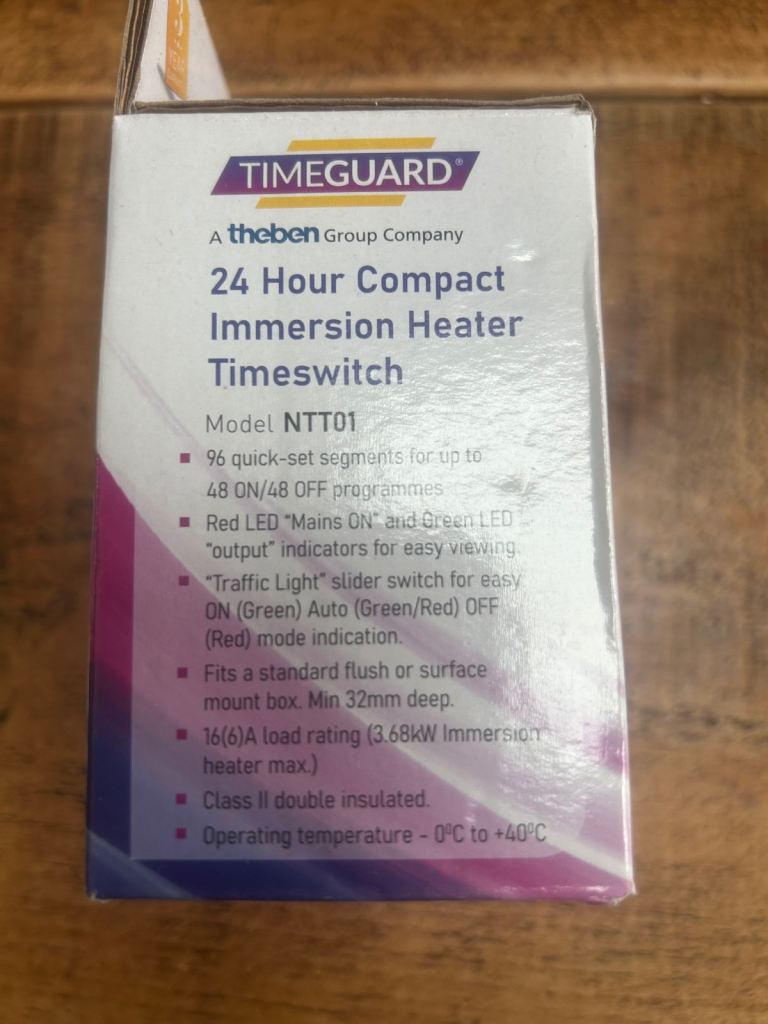 3
YEAR
TIMEGUARD®
A theben Group Company
24 Hour Compact
Immersion Heater
Timeswitch
Model NTT01
▪ 96 quick-set segments for up to
48 ON/48 OFF programmes
▪ Red LED "Mains ON" and Green LED
"output" indicators for easy viewing.
▪ "Traffic Light" slider switch for easy
ON (Green) Auto (Green/Red) OFF
(Red) mode indication.
▪ Fits a standard flush or surface
mount box. Min 32mm deep.
▪ 16(6)A load rating (3.68kW Immersion
heater max.)
▪ Class II double insulated.
▪ Operating temperature - 0⁰C to +40⁰C